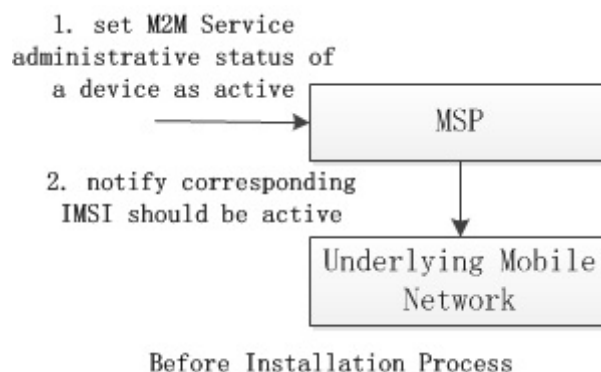 1. set M2M Service
administrative status of
a device as active
MSP
2. notify corresponding
IMSI should be active
Underlying Mobile
Network
Before Installation Process